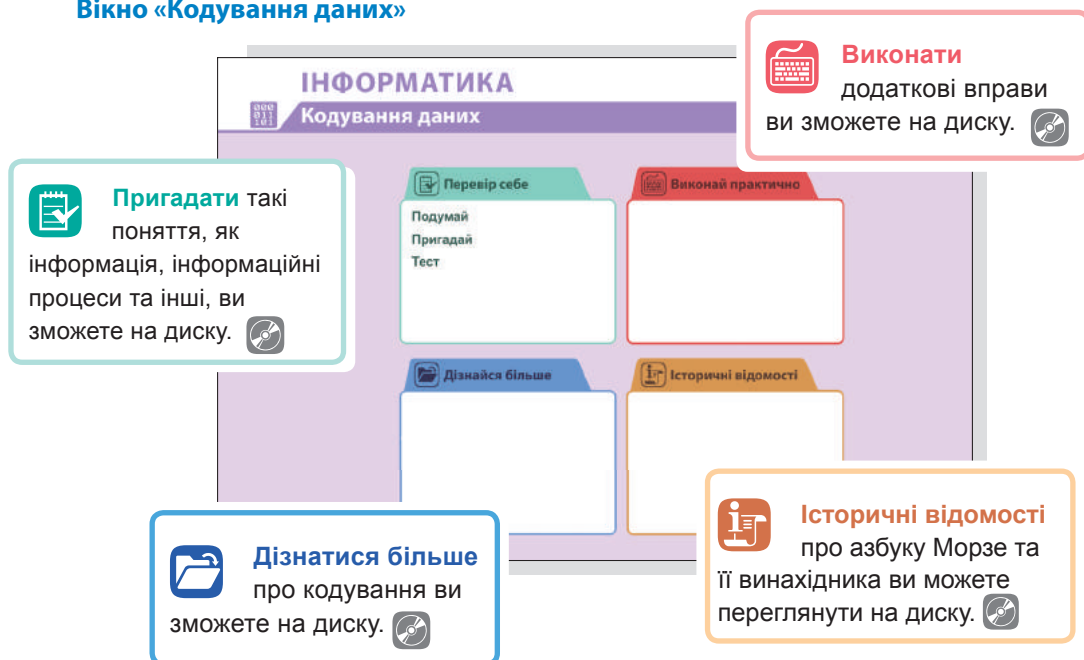 Вікно «Кодування даних»
ІНФОРМАТИКА
000
011
101
Кодування даних
Виконати
додаткові вправи
ви зможете на диску.
Пригадати такі
поняття, як
інформація, інформаційні
процеси та інші, ви
зможете на диску.
Перевір себе
Подумай
Пригадай
Тест
Виконай практично
Дізнайся більше
Історичні відомості
Дізнатися більше
про кодування ви
зможете на диску.
Історичні відомості
про азбуку Морзе та
її винахідника ви можете
переглянути на диску.